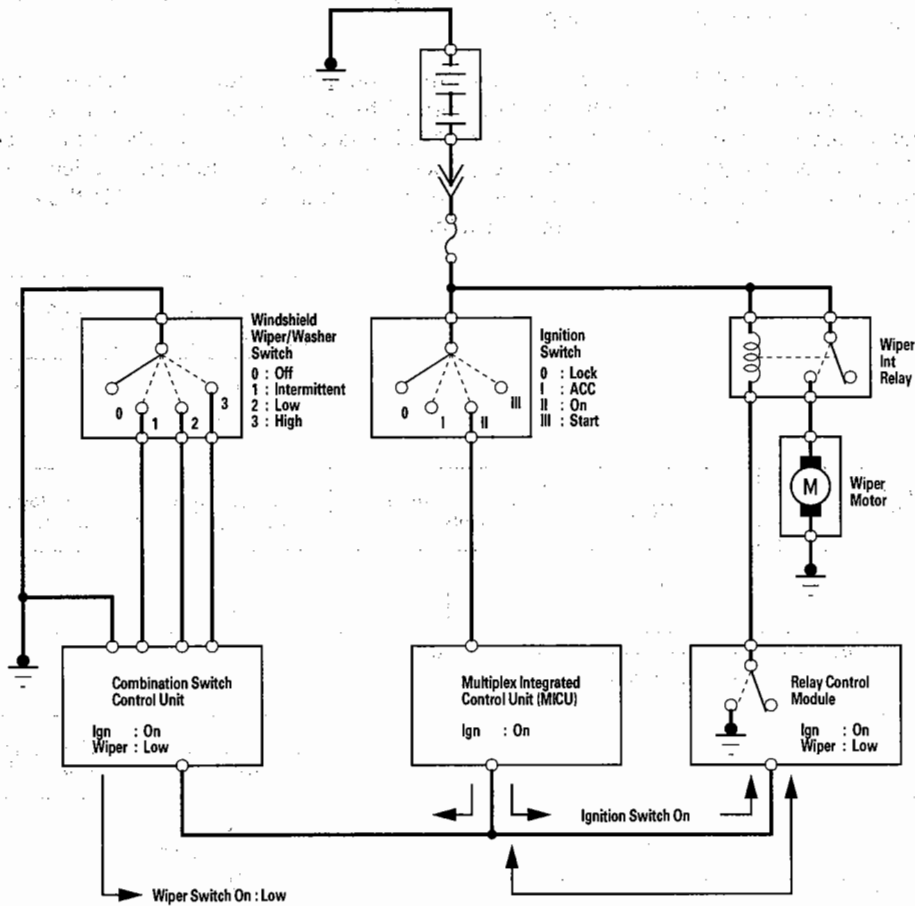 Windshield
Wiper/Washer
Switch
0 : Off
1 : Intermittent
2 : Low
3 : High
0
1
2
3
Ignition
Switch
0 : Lock
I : ACC
II : On
III : Start
0
I
II
III
Wiper
Int
Relay
M
Wiper
Motor
Combination Switch
Control Unit
Ign : On
Wiper : Low
Multiplex Integrated
Control Unit (MICU)
Ign : On
Relay Control
Module
Ign : On
Wiper : Low
Ignition Switch On
Wiper Switch On : Low